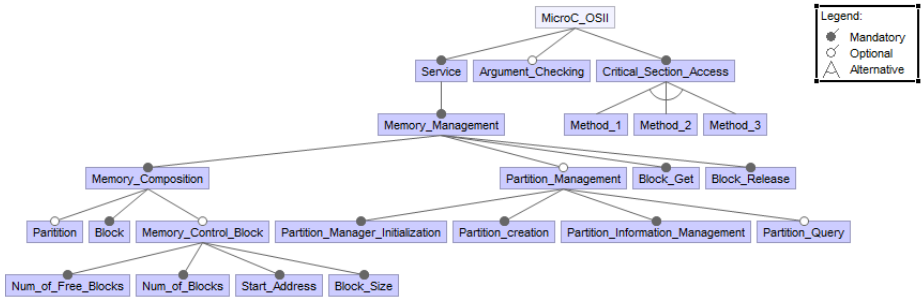 MicroC_OSII
Legend:
Mandatory
Optional
Alternative
Service
Argument_Checking
Critical_Section_Access
Memory_Management
Method_1
Method_2
Method_3
Memory_Composition
Partition_Management
Block_Get
Block_Release
Partition
Block
Memory_Control_Block
Partition_Manager_Initialization
Partition_creation
Partition_Information_Management
Partition_Query
Num_of_Free_Blocks
Num_of_Blocks
Start_Address
Block_Size